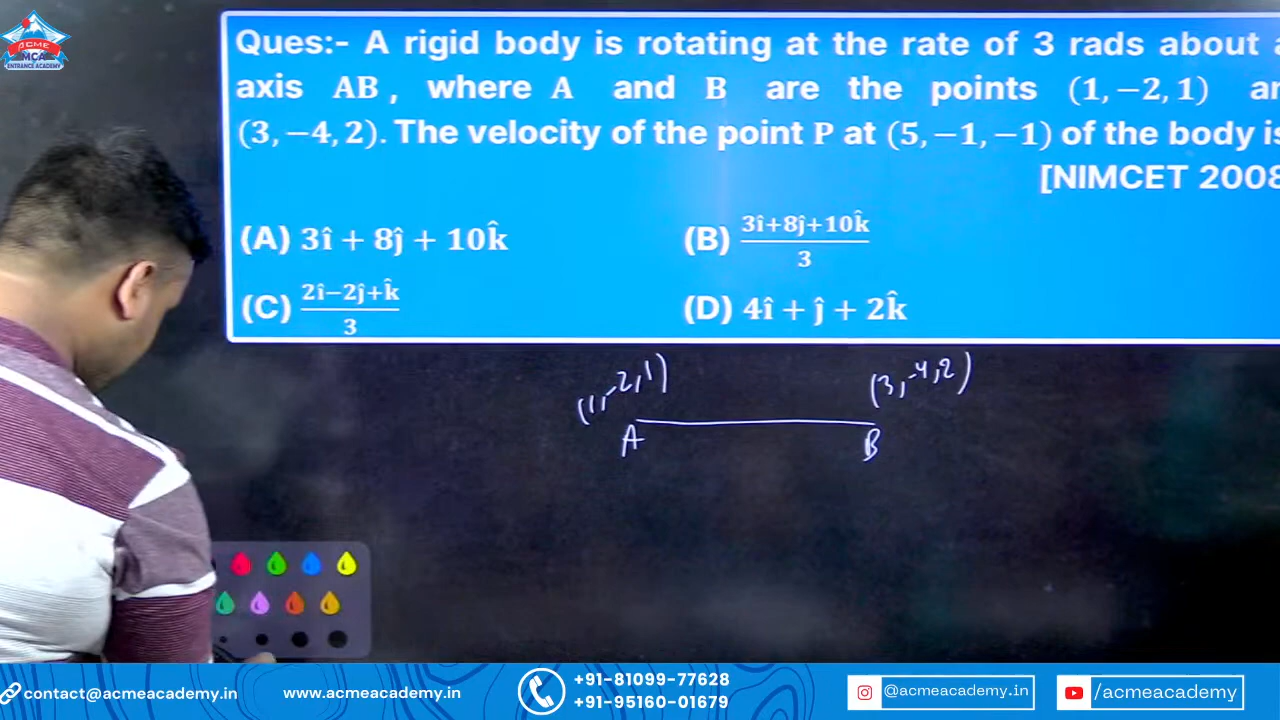 ACME
MCA
ENTRANCE ACADEMY
Ques:- A rigid body is rotating at the rate of 3 rads about
axis AB, where A and B are the points (1, −2, 1)
(3, −4, 2). The velocity of the point P at (5, −1, −1) of the body
[NIMCET 2008
(A) 3î + 8ĵ + 10k̂
(B) 3î+8ĵ+10k̂
3
(C) 2î−2ĵ+k̂
3
(D) 4î + ĵ + 2k̂
(1, -2, 1)
(3, -4, 2)
A
B
contact@acmeacademy.in
www.acmeacademy.in
+91-81099-77628
+91-95160-01679
@acmeacademy.in
/acmeacademy